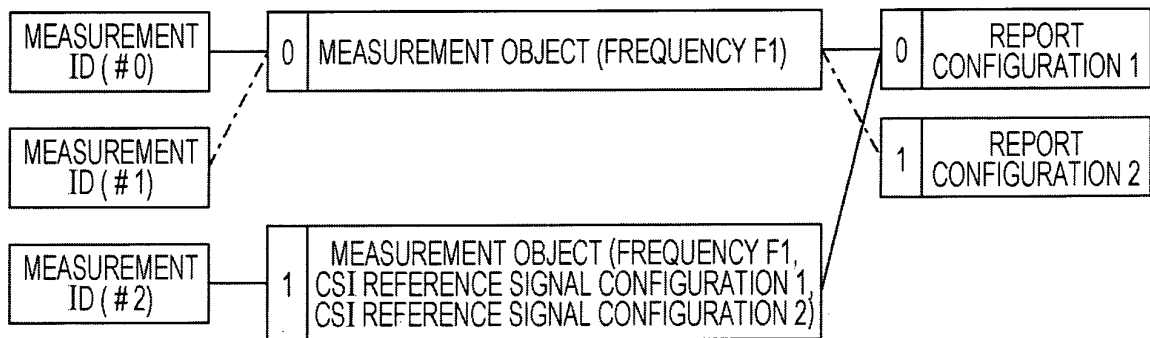 MEASUREMENT
ID (#0)
0
MEASUREMENT OBJECT (FREQUENCY F1)
0
REPORT
CONFIGURATION 1
MEASUREMENT
ID (#1)
1
REPORT
CONFIGURATION 2
MEASUREMENT
ID (#2)
1
MEASUREMENT OBJECT (FREQUENCY F1,
CSI REFERENCE SIGNAL CONFIGURATION 1,
CSI REFERENCE SIGNAL CONFIGURATION 2)